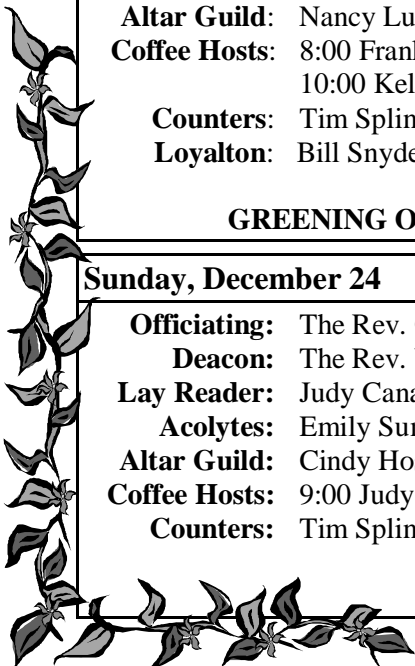 Altar Guild: Nancy Lu
Coffee Hosts: 8:00 Frank
10:00 Kel
Counters: Tim Splin
Loyalton: Bill Snyde
GREENING O
Sunday, December 24
Officiating: The Rev.
Deacon: The Rev.
Lay Reader: Judy Cana
Acolytes: Emily Sun
Altar Guild: Cindy Ho
Coffee Hosts: 9:00 Judy
Counters: Tim Splin